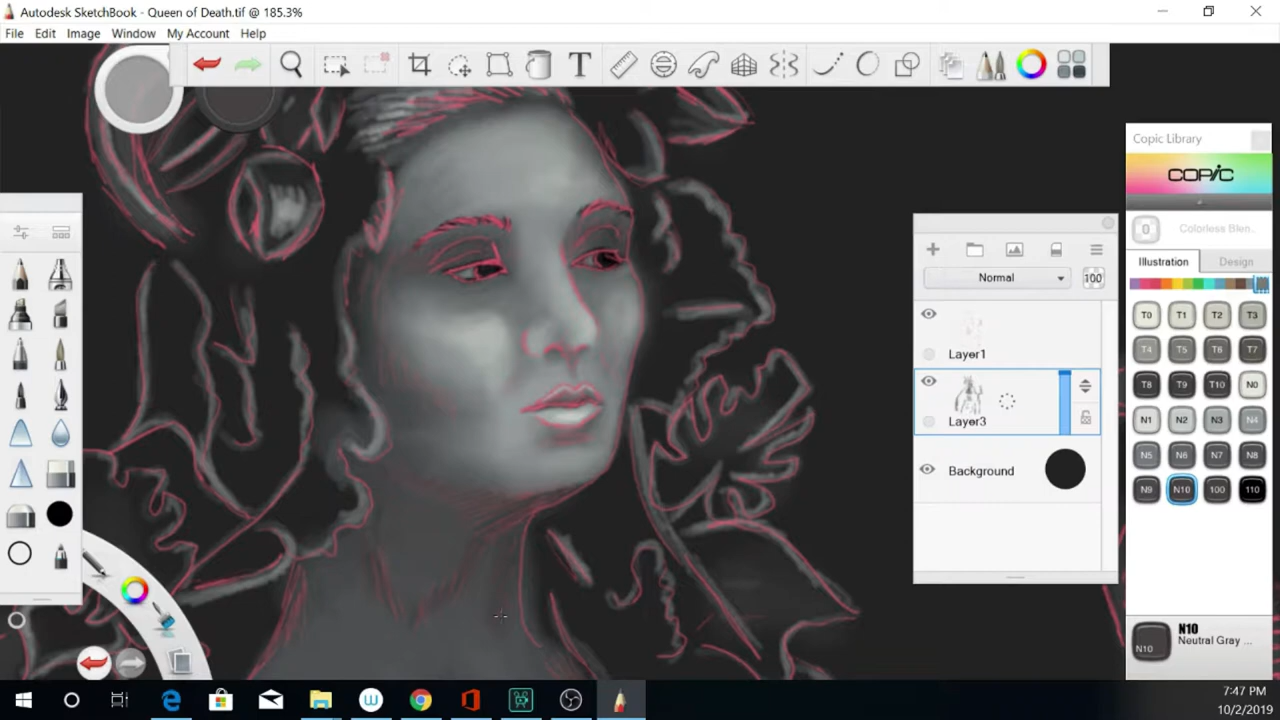 Autodesk SketchBook - Queen of Death.tif @ 185.3%
File Edit Image Window My Account Help
T
Copic Library
COPIC
0 Colorless Blen...
Illustration Design
Normal 100
Layer1
Layer3
Background
T0 T1 T2 T3
T4 T5 T6 T7
T8 T9 T10 N0
N1 N2 N3 N4
N5 N6 N7 N8
N9 N10 100 110
N10
N10
Neutral Gray ...
7:47 PM
10/2/2019